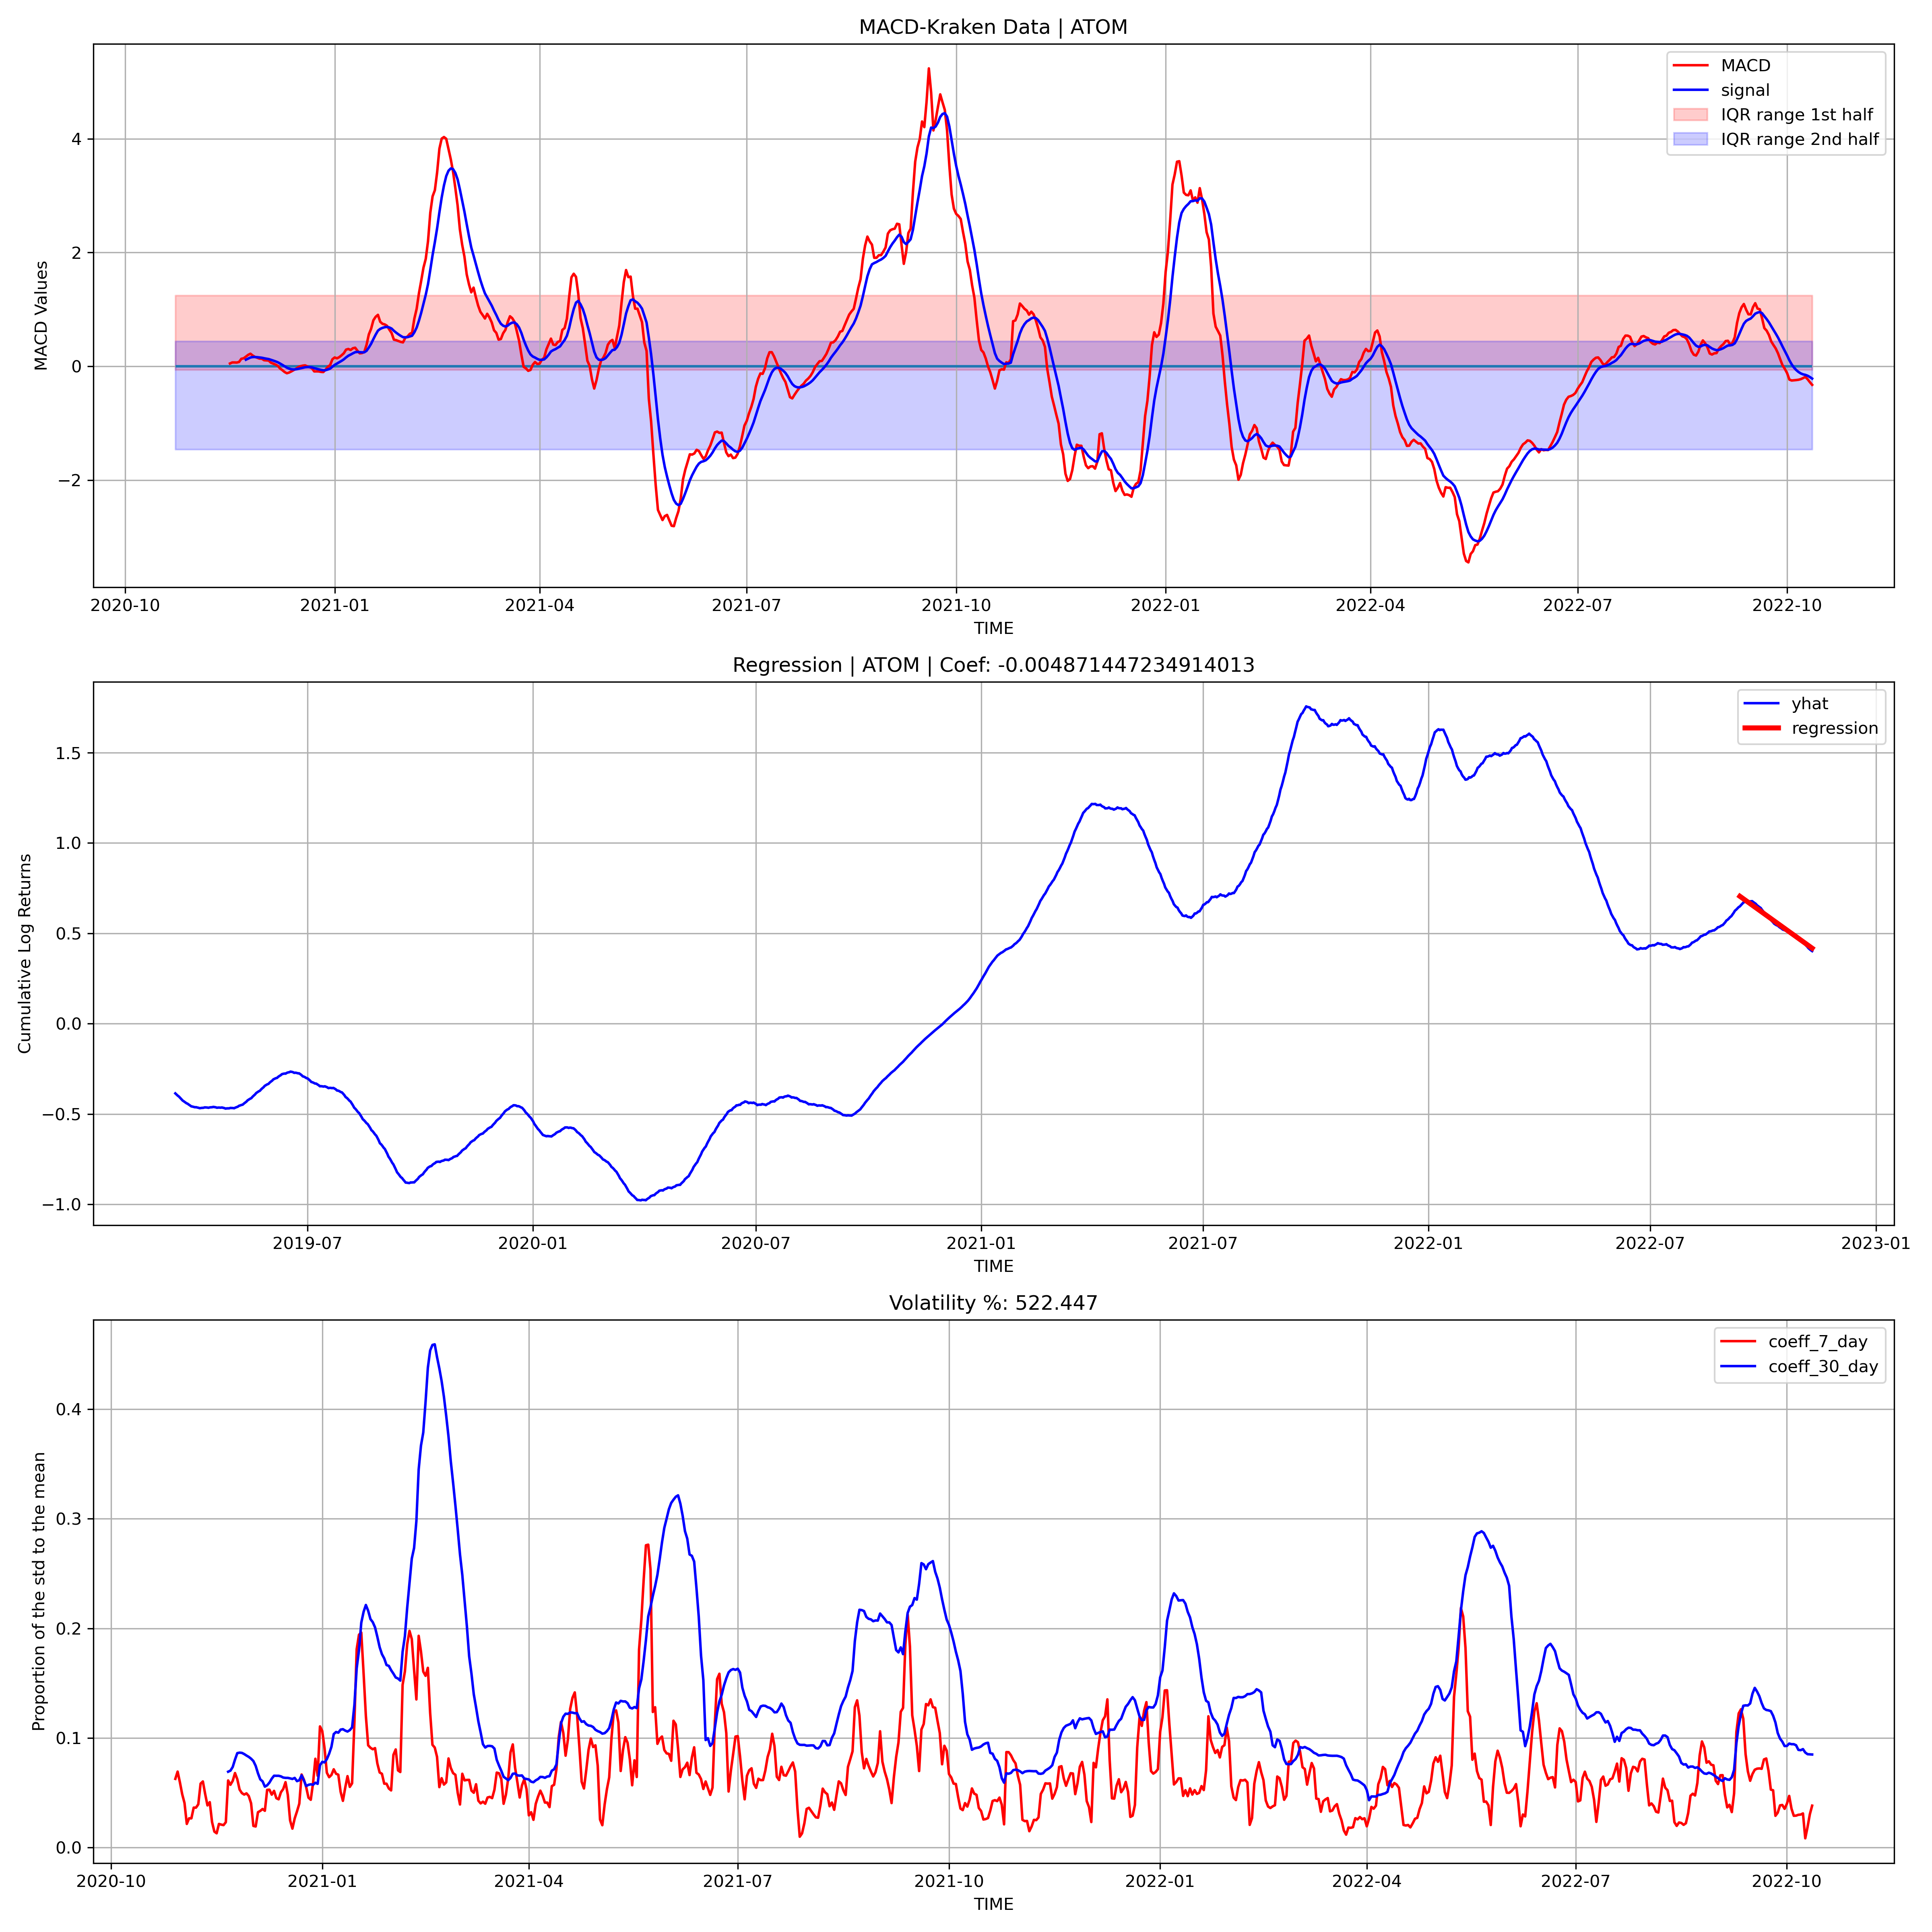 MACD-Kraken Data | ATOM
MACD
signal
IQR range 1st half
IQR range 2nd half
MACD Values
4
2
0
−2
2020-10 2021-01 2021-04 2021-07 2021-10 2022-01 2022-04 2022-07 2022-10
TIME
Regression | ATOM | Coef: -0.004871447234914013
yhat
regression
Cumulative Log Returns
1.5
1.0
0.5
0.0
−0.5
−1.0
2019-07 2020-01 2020-07 2021-01 2021-07 2022-01 2022-07 2023-01
TIME
Volatility %: 522.447
coeff_7_day
coeff_30_day
Proportion of the std to the mean
0.4
0.3
0.2
0.1
0.0
2020-10 2021-01 2021-04 2021-07 2021-10 2022-01 2022-04 2022-07 2022-10
TIME